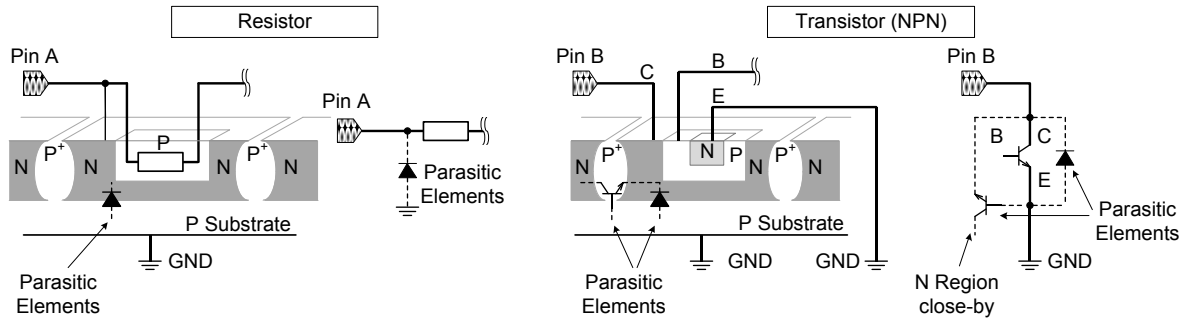 Resistor
Pin A
N
P+
N
P
N
P+
N
Parasitic
Elements
P Substrate
GND
Pin A
Parasitic
Elements
Transistor (NPN)
Pin B
C
B
E
N
P+
N
N
P
N
P+
N
P Substrate
Parasitic
Elements
GND
GND
Pin B
B
C
E
Parasitic
Elements
GND
N Region
close-by